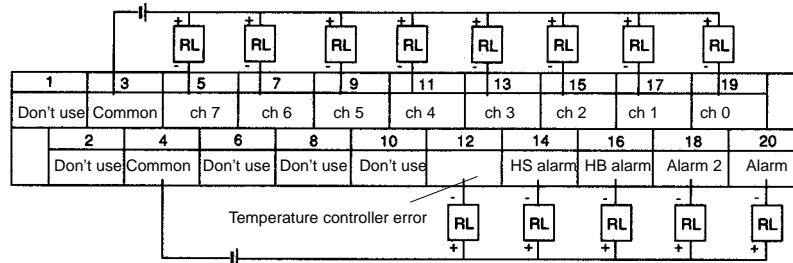 + + + + + + + +
RL RL RL RL RL RL RL RL
- - - - - - - -
1 3 5 7 9 11 13 15 17 19
Don't use Common ch 7 ch 6 ch 5 ch 4 ch 3 ch 2 ch 1 ch 0
2 4 6 8 10 12 14 16 18 20
Don't use Common Don't use Don't use Don't use HS alarm HB alarm Alarm 2 Alarm
Temperature controller error
- - - - -
RL RL RL RL RL
+ + + + +